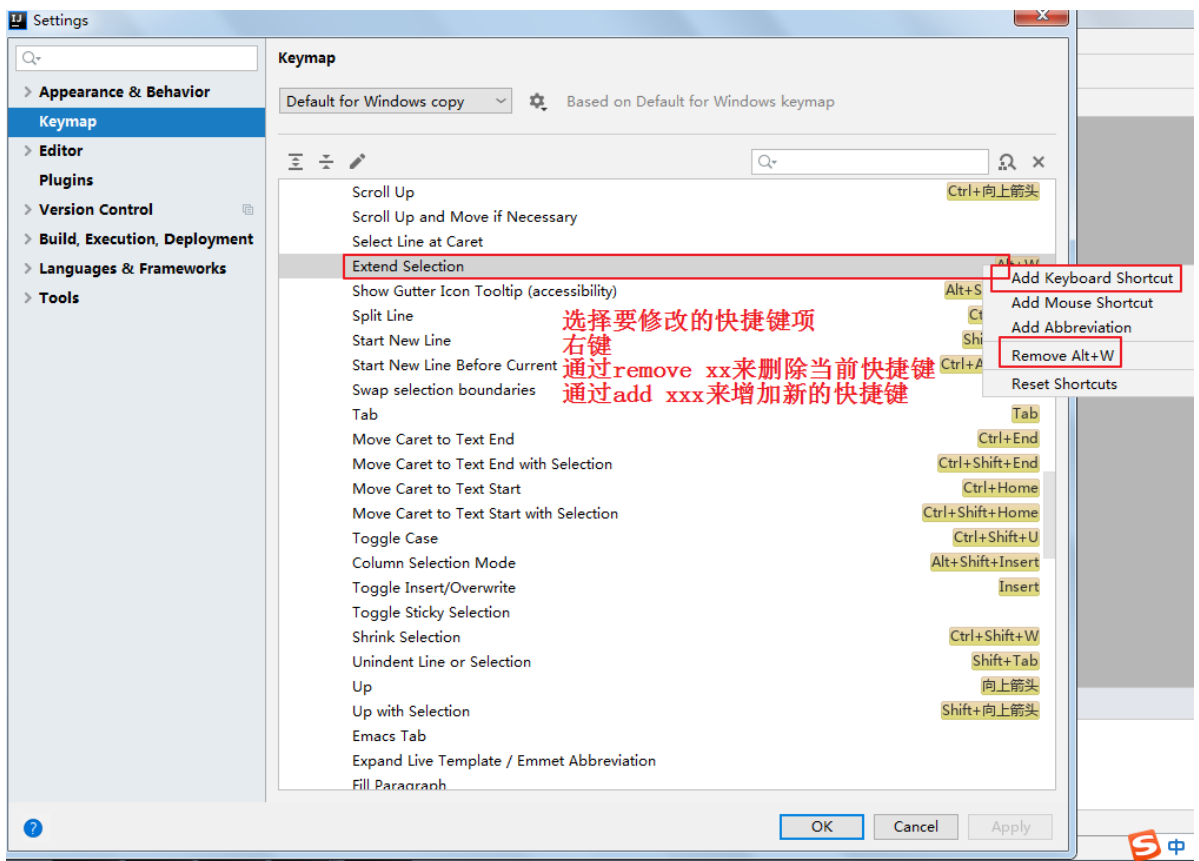 IJ Settings
Appearance & Behavior
Keymap
Editor
Plugins
Version Control
Build, Execution, Deployment
Languages & Frameworks
Tools
Keymap
Default for Windows copy
Based on Default for Windows keymap
Scroll Up Ctrl+向上箭头
Scroll Up and Move if Necessary
Select Line at Caret
Extend Selection Alt+W
Show Gutter Icon Tooltip (accessibility) Alt+S
Split Line
Start New Line
Start New Line Before Current Ctrl+A
Swap selection boundaries
Tab Tab
Move Caret to Text End Ctrl+End
Move Caret to Text End with Selection Ctrl+Shift+End
Move Caret to Text Start Ctrl+Home
Move Caret to Text Start with Selection Ctrl+Shift+Home
Toggle Case Ctrl+Shift+U
Column Selection Mode Alt+Shift+Insert
Toggle Insert/Overwrite Insert
Toggle Sticky Selection
Shrink Selection Ctrl+Shift+W
Unindent Line or Selection Shift+Tab
Up 向上箭头
Up with Selection Shift+向上箭头
Emacs Tab
Expand Live Template / Emmet Abbreviation
Fill Paragraph
选择要修改的快捷键项
右键
通过remove xx来删除当前快捷键
通过add xxx来增加新的快捷键
Add Keyboard Shortcut
Add Mouse Shortcut
Add Abbreviation
Remove Alt+W
Reset Shortcuts
?
OK Cancel Apply
S 中